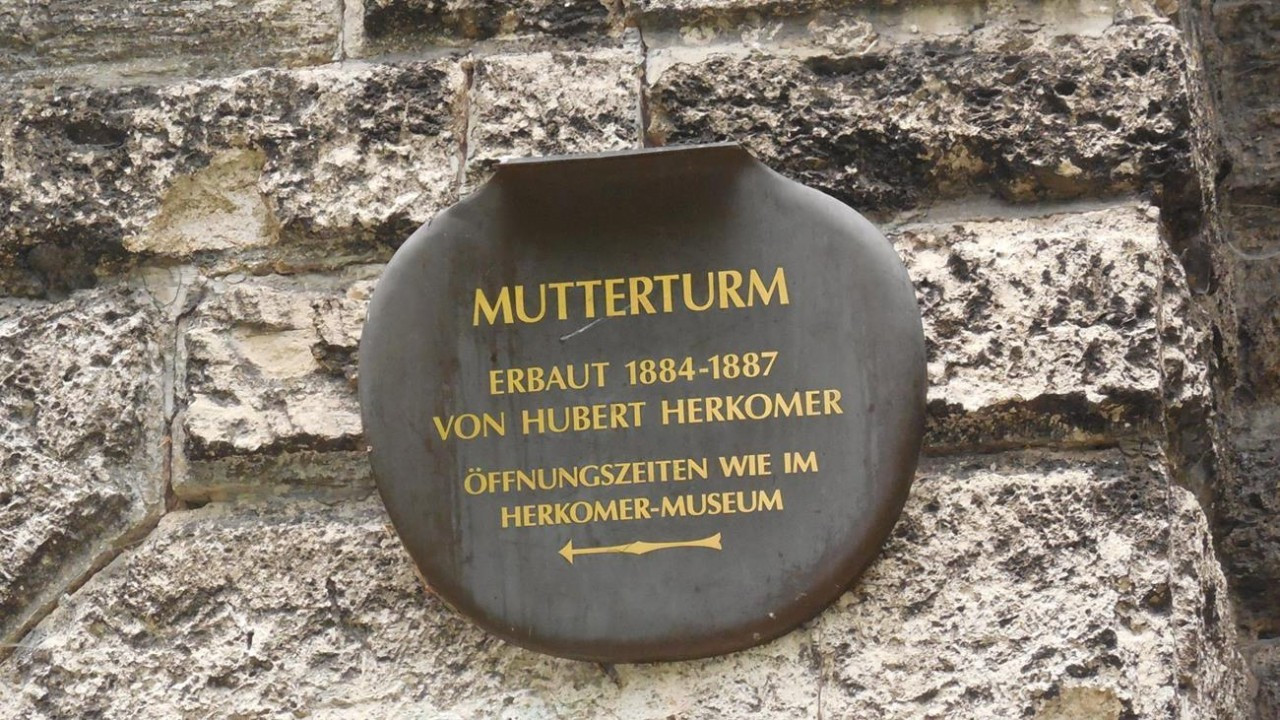 MUTTERTURM
ERBAUT 1884-1887
VON HUBERT HERKOMER
ÖFFNUNGSZEITEN WIE IM
HERKOMER-MUSEUM